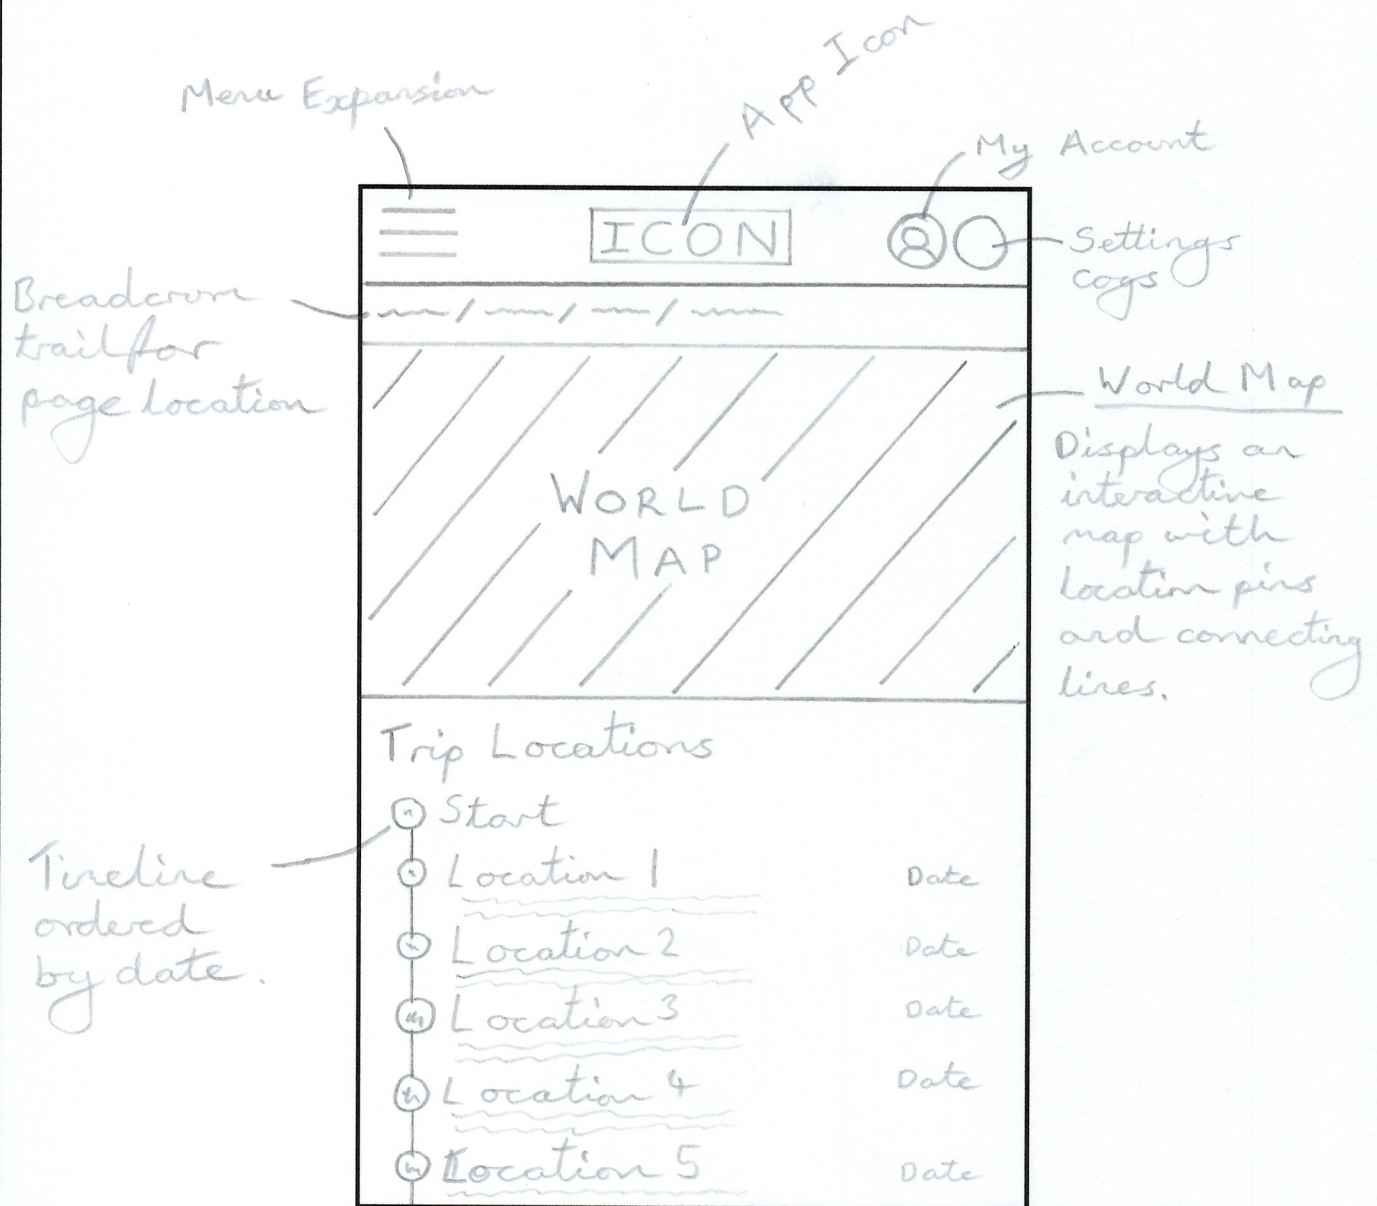 Menu Expansion
App Icon
My Account
ICON
Settings
cogs
Breadcrum
trail for
page location
World Map
Displays an
interactive
map with
location pins
and connecting
lines.
WORLD
MAP
Trip Locations
Start
Timeline
ordered
by date.
Location 1 Date
Location 2 Date
Location 3 Date
Location 4 Date
Location 5 Date